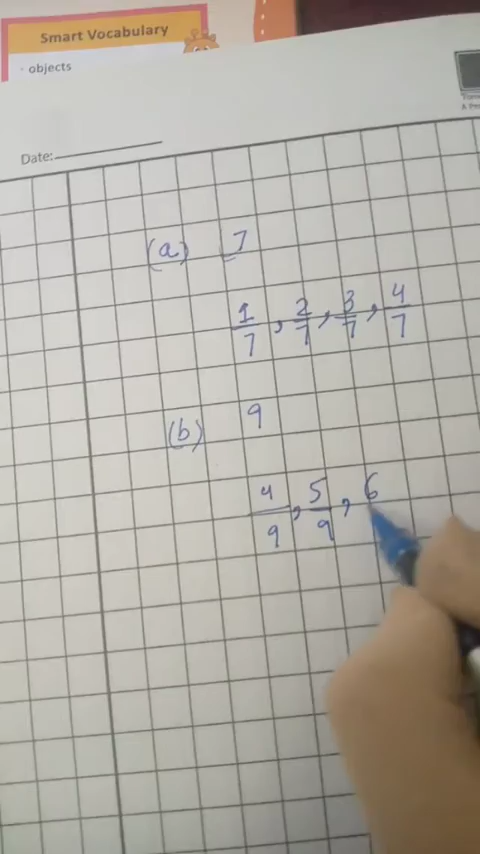 Smart Vocabulary
· objects
Date:
(a) 7
1/7, 2/7, 3/7, 4/7
(b) 9
4/9, 5/9, 6